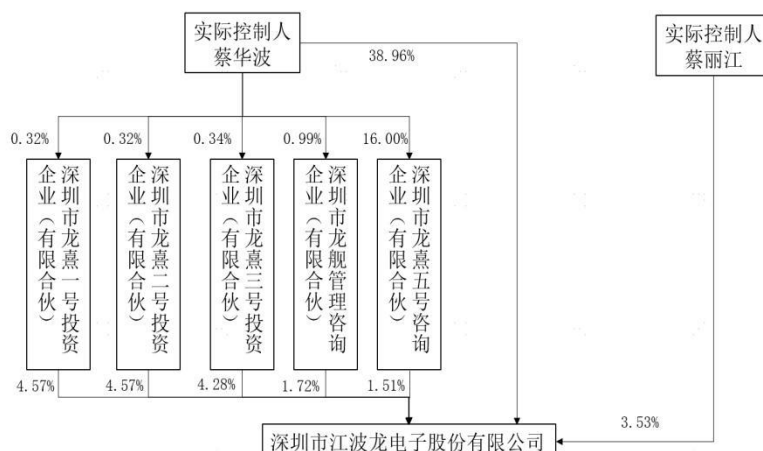 实际控制人
蔡华波
实际控制人
蔡丽江
38.96%
0.32%
0.32%
0.34%
0.99%
16.00%
深圳市龙熹一号投资
企业（有限合伙）
深圳市龙熹二号投资
企业（有限合伙）
深圳市龙熹三号投资
企业（有限合伙）
深圳市龙舰管理咨询
企业（有限合伙）
深圳市龙熹五号咨询
企业（有限合伙）
4.57%
4.57%
4.28%
1.72%
1.51%
3.53%
深圳市江波龙电子股份有限公司